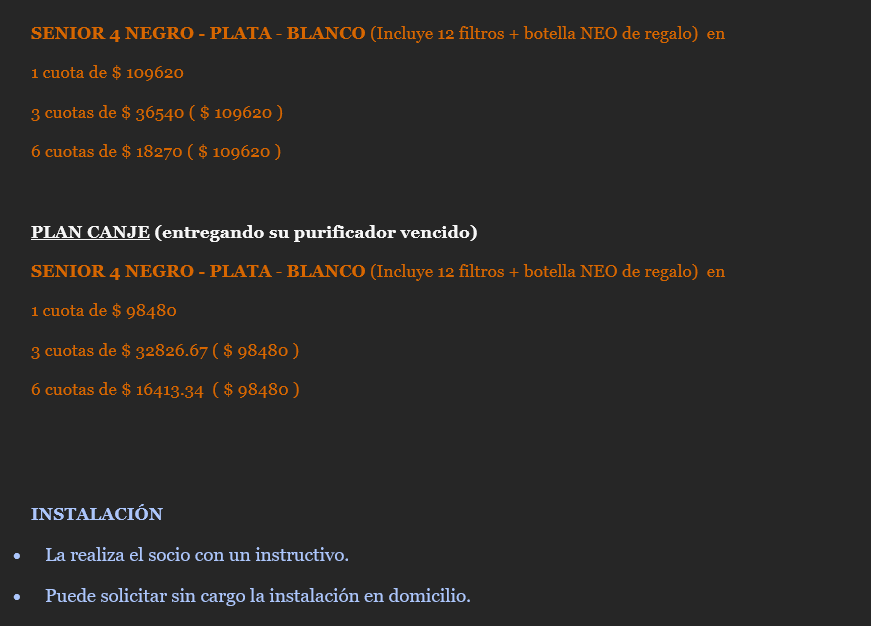 SENIOR 4 NEGRO - PLATA - BLANCO (Incluye 12 filtros + botella NEO de regalo)  en
1 cuota de $ 109620
3 cuotas de $ 36540 ( $ 109620 )
6 cuotas de $ 18270 ( $ 109620 )
PLAN CANJE (entregando su purificador vencido)
SENIOR 4 NEGRO - PLATA - BLANCO (Incluye 12 filtros + botella NEO de regalo)  en
1 cuota de $ 98480
3 cuotas de $ 32826.67 ( $ 98480 )
6 cuotas de $ 16413.34  ( $ 98480 )
INSTALACIÓN
• La realiza el socio con un instructivo.
• Puede solicitar sin cargo la instalación en domicilio.